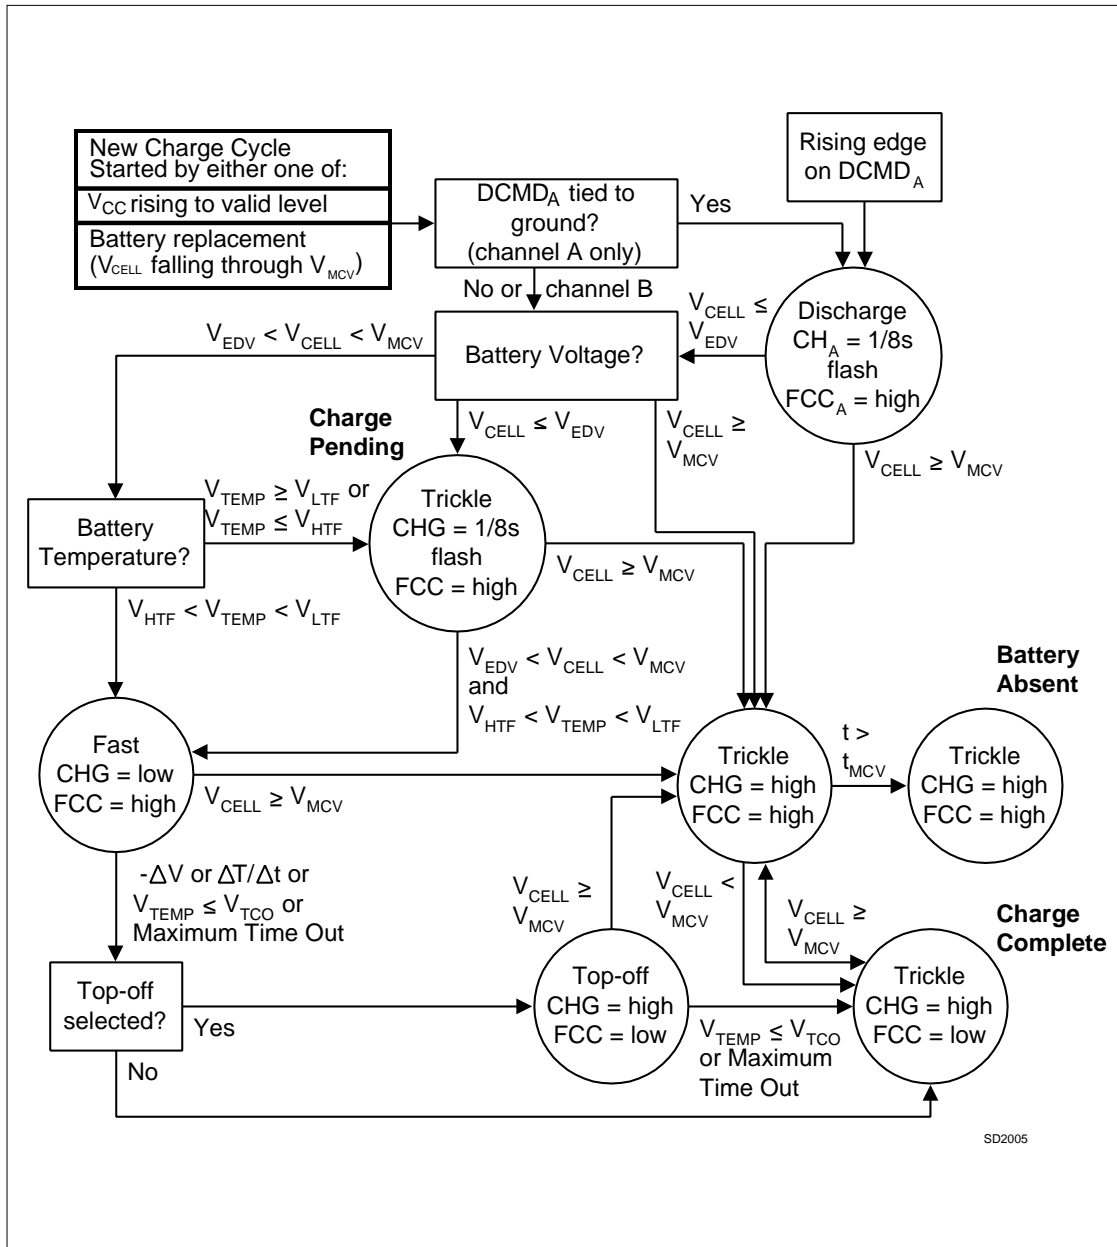 New Charge Cycle
Started by either one of:
VCC rising to valid level
Battery replacement
(VCELL falling through VMCV)
DCMDA tied to
ground?
(channel A only)
Yes
Rising edge
on DCMDA
No or channel B
VCELL ≤
VEDV
Discharge
CHA = 1/8s
flash
FCCA = high
VEDV < VCELL < VMCV
Battery Voltage?
Charge
Pending
VCELL ≤ VEDV
VCELL ≥
VMCV
VCELL ≥ VMCV
Battery
Temperature?
VTEMP ≥ VLTF or
VTEMP ≤ VHTF
Trickle
CHG = 1/8s
flash
FCC = high
VCELL ≥ VMCV
VHTF < VTEMP < VLTF
VEDV < VCELL < VMCV
and
VHTF < VTEMP < VLTF
Battery
Absent
Fast
CHG = low
FCC = high
VCELL ≥ VMCV
Trickle
CHG = high
FCC = high
t >
tMCV
Trickle
CHG = high
FCC = high
-ΔV or ΔT/Δt or
VTEMP ≤ VTCO or
Maximum Time Out
VCELL ≥
VMCV
VCELL <
VMCV
VCELL ≥
VMCV
Charge
Complete
Top-off
selected?
Yes
No
Top-off
CHG = high
FCC = low
VTEMP ≤ VTCO
or Maximum
Time Out
Trickle
CHG = high
FCC = low
SD2005